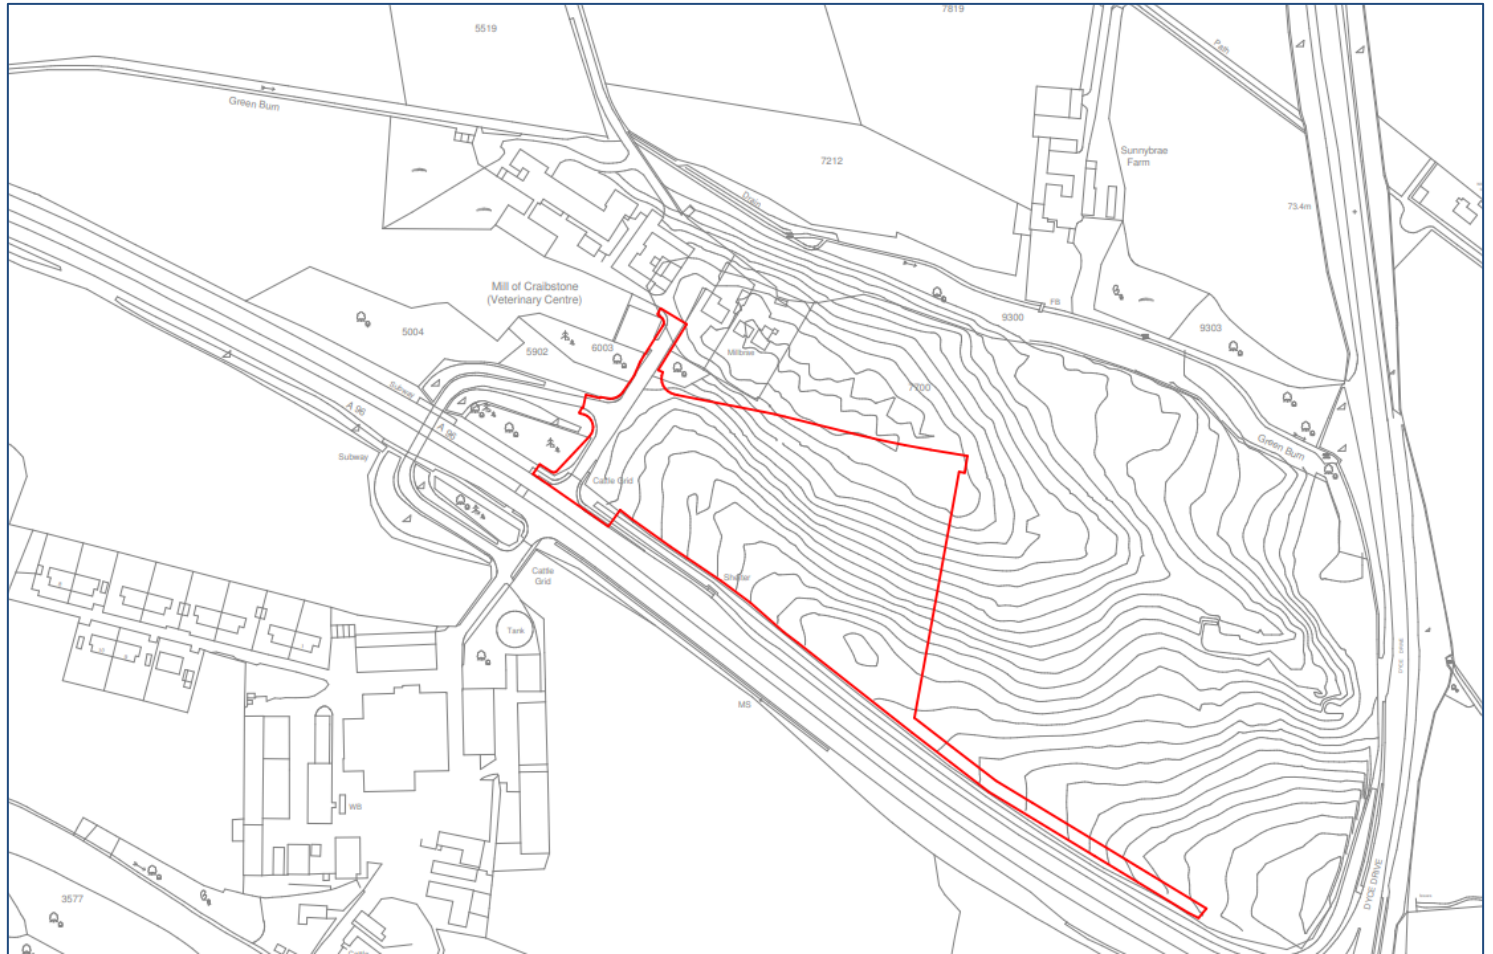 5519
7819
Path
Green Burn
7212
Sunnybrae
Farm
Drain
73.4m
Mill of Craibstone
(Veterinary Centre)
FB
9300
9303
5004
5902
6003
Millbrae
7700
Subway
A 96
A 96
Green Burn
Subway
Cattle Grid
Cattle
Grid
Shelter
Tank
DYCE DRIVE
MS
WB
DYCE DRIVE
3577